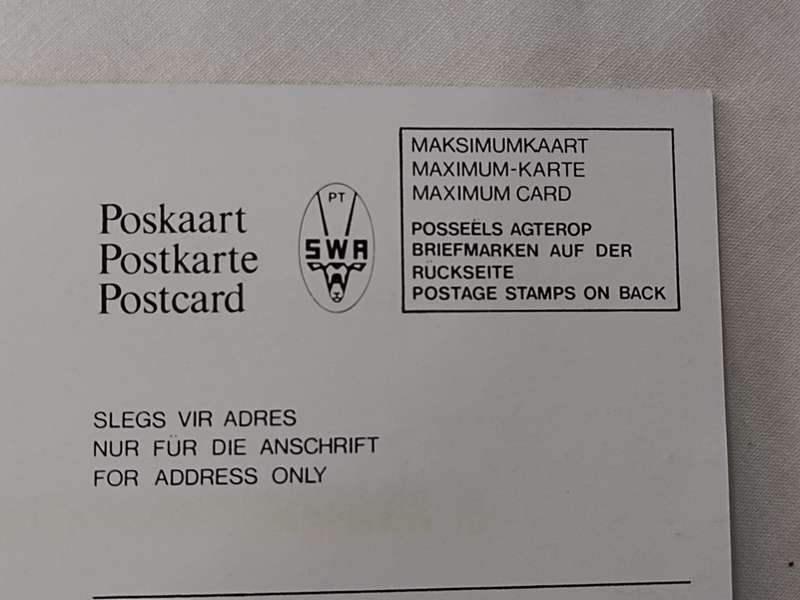 Poskaart
Postkarte
Postcard
PT
SWA
MAKSIMUMKAART
MAXIMUM-KARTE
MAXIMUM CARD
POSSEËLS AGTEROP
BRIEFMARKEN AUF DER
RÜCKSEITE
POSTAGE STAMPS ON BACK
SLEGS VIR ADRES
NUR FÜR DIE ANSCHRIFT
FOR ADDRESS ONLY